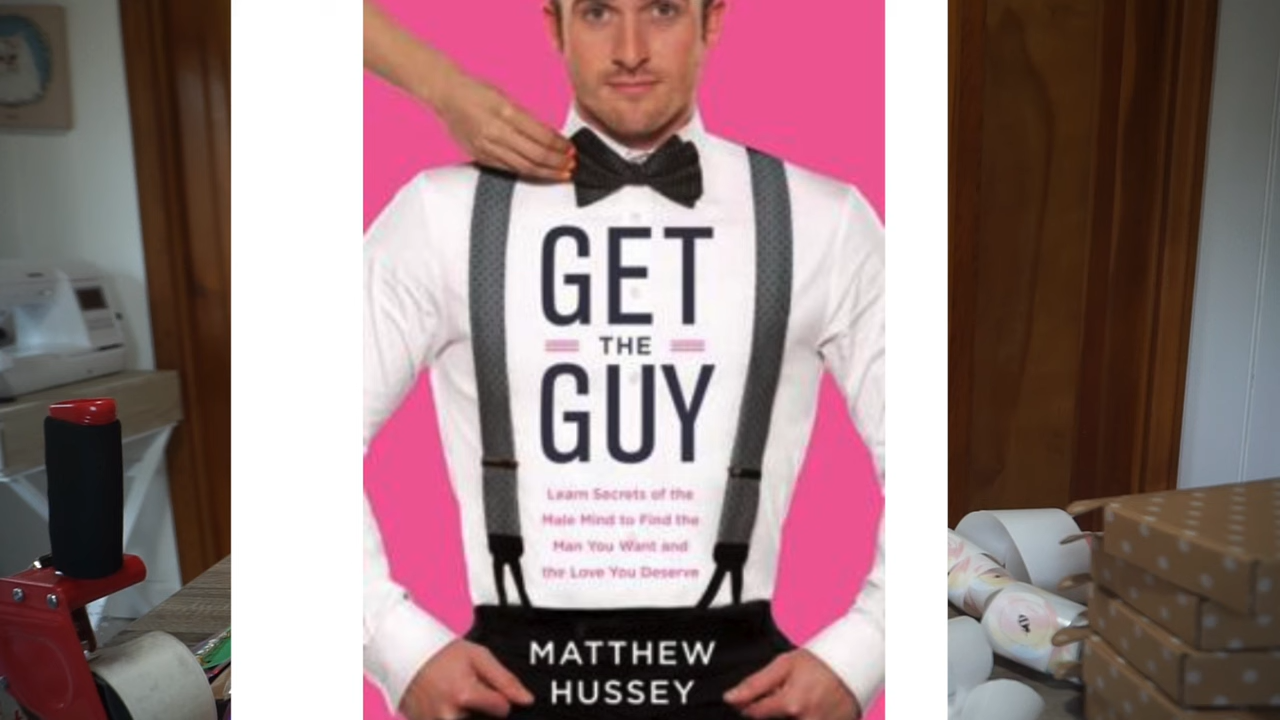 GET
THE
GUY
Learn Secrets of the
Male Mind to Find the
Man You Want and
the Love You Deserve
MATTHEW
HUSSEY